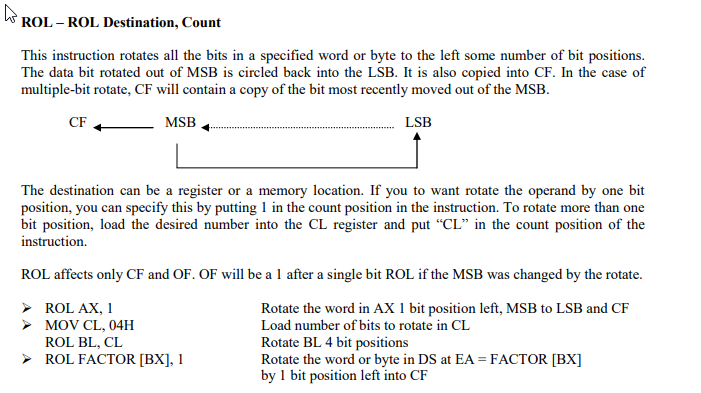 ROL – ROL Destination, Count
This instruction rotates all the bits in a specified word or byte to the left some number of bit positions.
The data bit rotated out of MSB is circled back into the LSB. It is also copied into CF. In the case of
multiple-bit rotate, CF will contain a copy of the bit most recently moved out of the MSB.
CF MSB LSB
The destination can be a register or a memory location. If you to want rotate the operand by one bit
position, you can specify this by putting 1 in the count position in the instruction. To rotate more than one
bit position, load the desired number into the CL register and put “CL” in the count position of the
instruction.
ROL affects only CF and OF. OF will be a 1 after a single bit ROL if the MSB was changed by the rotate.
➢ ROL AX, 1 Rotate the word in AX 1 bit position left, MSB to LSB and CF
➢ MOV CL, 04H Load number of bits to rotate in CL
ROL BL, CL Rotate BL 4 bit positions
➢ ROL FACTOR [BX], 1 Rotate the word or byte in DS at EA = FACTOR [BX]
by 1 bit position left into CF